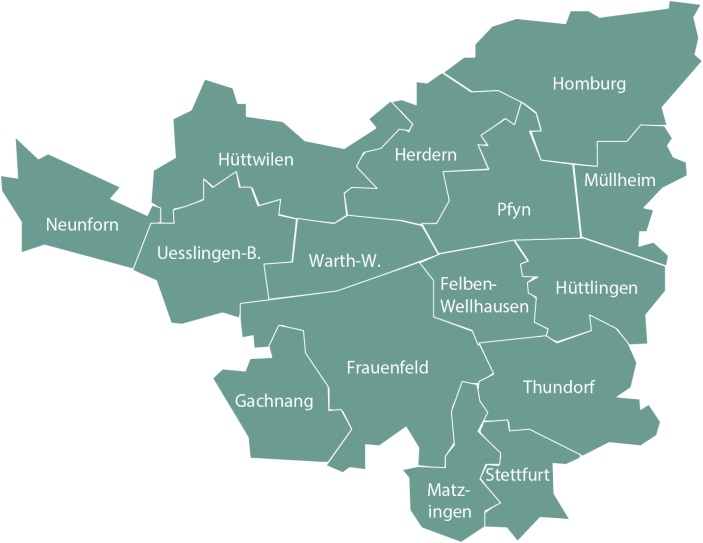 Homburg
Hüttwilen
Herdern
Müllheim
Neunforn
Pfyn
Uesslingen-B.
Warth-W.
Felben-
Wellhausen
Hüttlingen
Frauenfeld
Thundorf
Gachnang
Stettfurt
Matz-
ingen